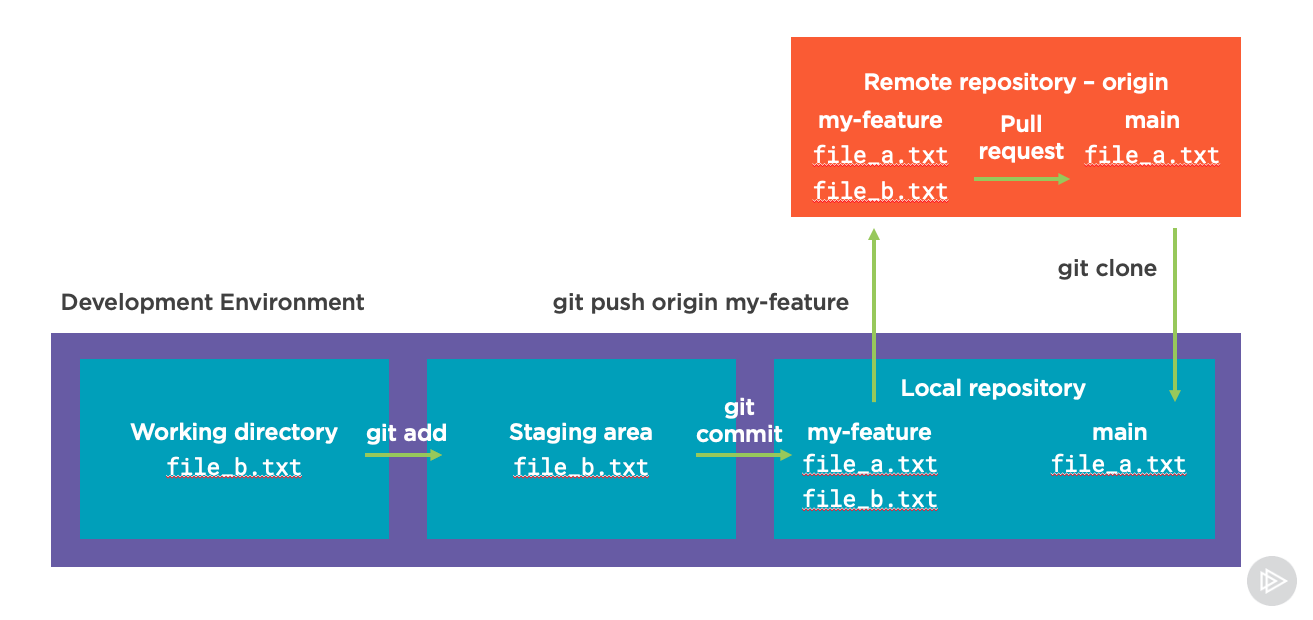 Remote repository – origin
my-feature
Pull
request
main
file_a.txt
file_a.txt
file_b.txt
git clone
Development Environment
git push origin my-feature
Working directory
file_b.txt
git add
Staging area
file_b.txt
git
commit
Local repository
my-feature
main
file_a.txt
file_a.txt
file_b.txt